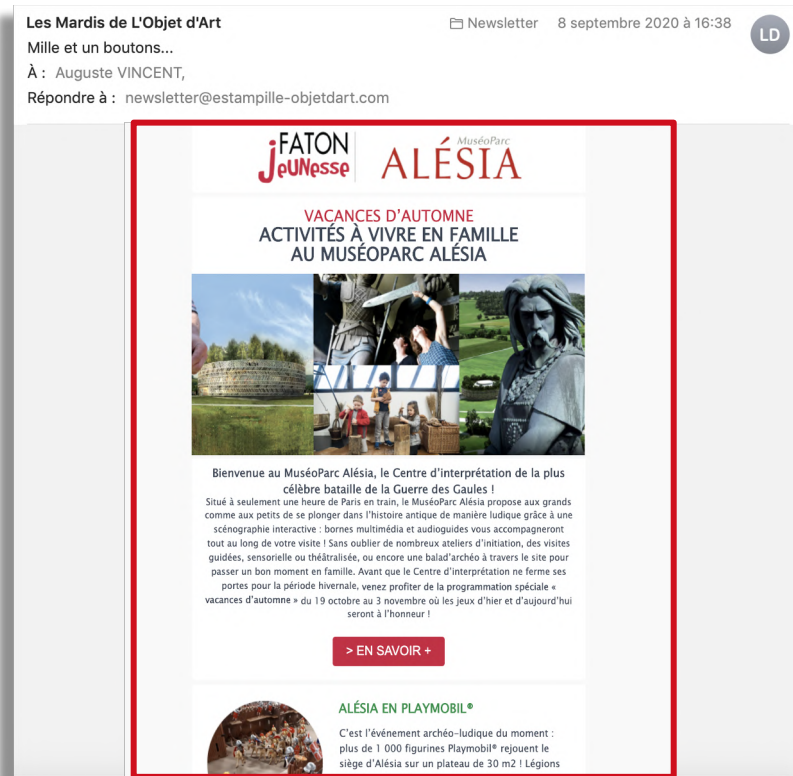 Les Mardis de L'Objet d'Art
Newsletter 8 septembre 2020 à 16:38
LD
Mille et un boutons...
À : Auguste VINCENT,
Répondre à : newsletter@estampille-objetdart.com
FATON
jeUNesse
MuséoParc
ALÉSIA
VACANCES D'AUTOMNE
ACTIVITÉS À VIVRE EN FAMILLE
AU MUSÉOPARC ALÉSIA
Bienvenue au MuséoParc Alésia, le Centre d'interprétation de la plus
célèbre bataille de la Guerre des Gaules !
Situé à seulement une heure de Paris en train, le MuséoParc Alésia propose aux grands
comme aux petits de se plonger dans l'histoire antique de manière ludique grâce à une
scénographie interactive : bornes multimédia et audioguides vous accompagneront
tout au long de votre visite ! Sans oublier de nombreux ateliers d'initiation, des visites
guidées, sensorielle ou théâtralisée, ou encore une balad'archéo à travers le site pour
passer un bon moment en famille. Avant que le Centre d'interprétation ne ferme ses
portes pour la période hivernale, venez profiter de la programmation spéciale «
vacances d'automne » du 19 octobre au 3 novembre où les jeux d'hier et d'aujourd'hui
seront à l'honneur !
> EN SAVOIR +
ALÉSIA EN PLAYMOBIL®
C'est l'événement archéo-ludique du moment :
plus de 1 000 figurines Playmobil® rejouent le
siège d'Alésia sur un plateau de 30 m2 ! Légions